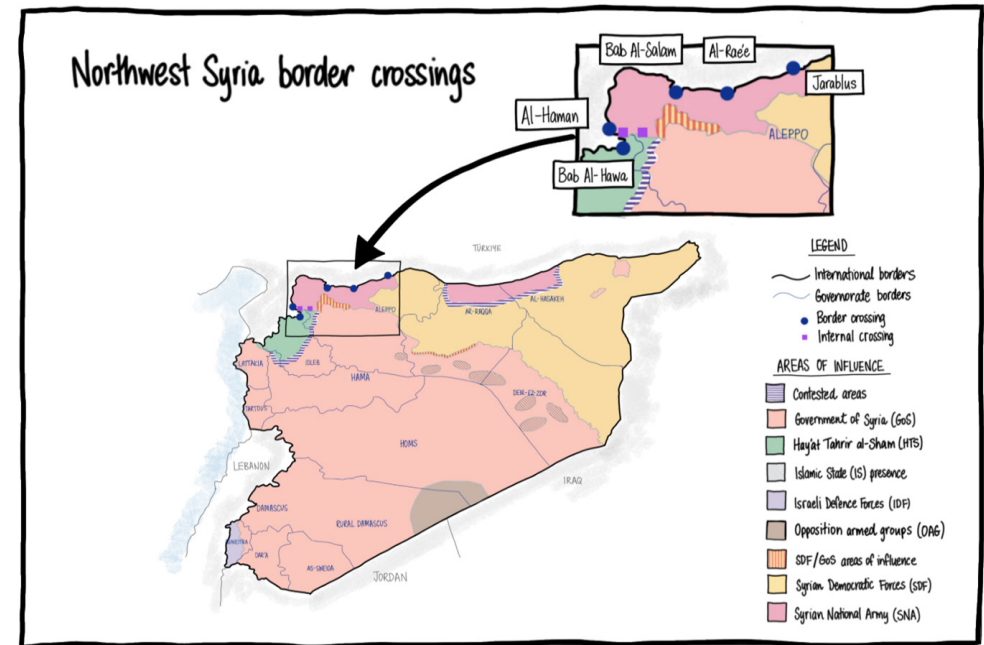 Northwest Syria border crossings
Bab Al-Salam
Al-Rae'e
Jarablus
Al-Haman
ALEPPO
Bab Al-Hawa
TÜRKIYE
ALEPPO
AR-RAQQA
AL-HASAKEH
LATTAKIA
IDLEB
HAMA
TARTOUS
DEIR-EZ-ZOR
HOMS
LEBANON
IRAQ
DAMASCUS
RURAL DAMASCUS
DAR'A
AS-SWEIDA
JORDAN
LEGEND
International borders
Governorate borders
Border crossing
Internal crossing
AREAS OF INFLUENCE
Contested areas
Government of Syria (GoS)
Hay'at Tahrir al-Sham (HTS)
Islamic State (IS) presence
Israeli Defence Forces (IDF)
Opposition armed groups (OAG)
SDF/GoS areas of influence
Syrian Democratic Forces (SDF)
Syrian National Army (SNA)